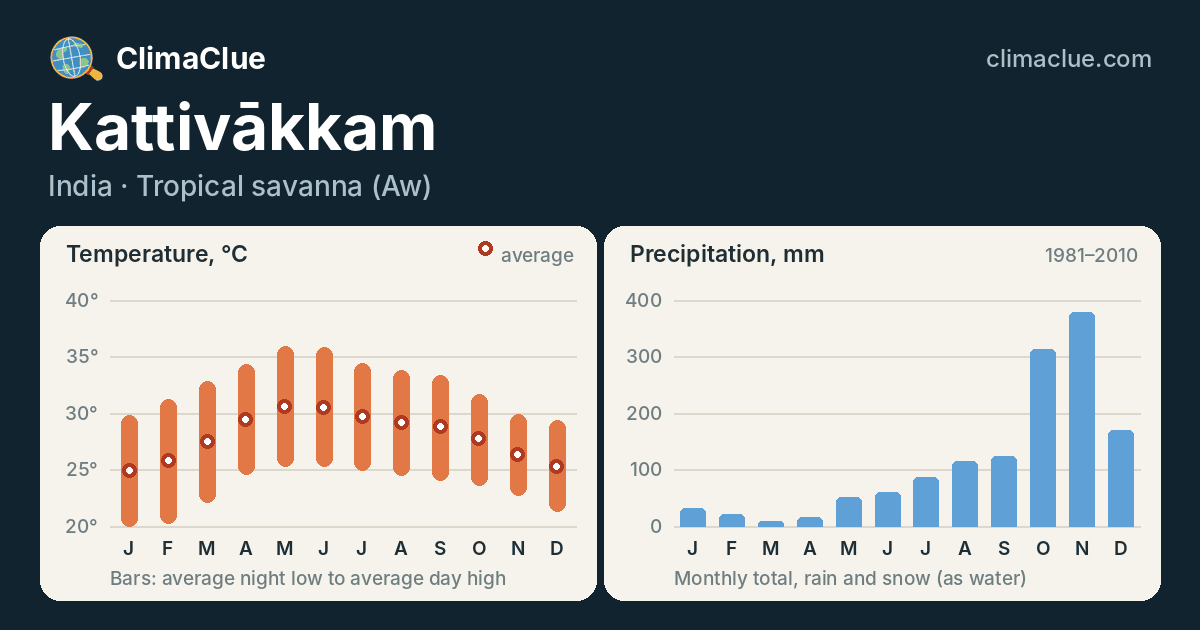 ClimaClue
climaclue.com
Kattivākkam
India · Tropical savanna (Aw)
Temperature, °C
average
40°
35°
30°
25°
20°
J F M A M J J A S O N D
Bars: average night low to average day high
Precipitation, mm
1981–2010
400
300
200
100
0
J F M A M J J A S O N D
Monthly total, rain and snow (as water)